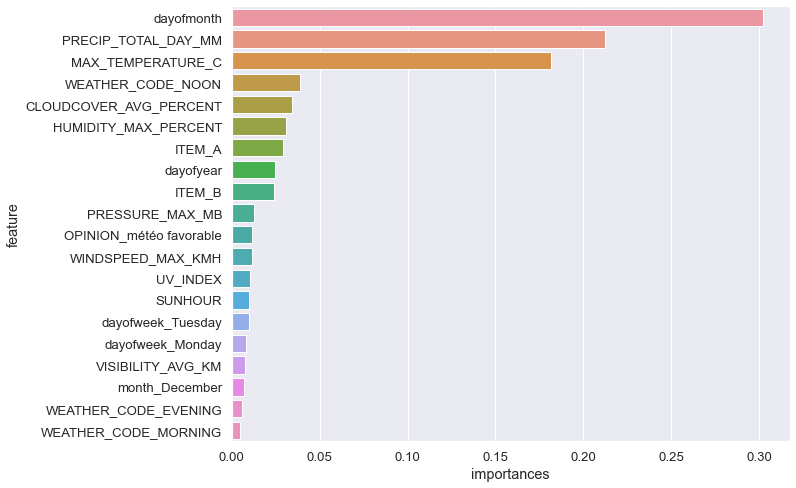 dayofmonth
PRECIP_TOTAL_DAY_MM
MAX_TEMPERATURE_C
WEATHER_CODE_NOON
CLOUDCOVER_AVG_PERCENT
HUMIDITY_MAX_PERCENT
ITEM_A
dayofyear
ITEM_B
PRESSURE_MAX_MB
OPINION_météo favorable
WINDSPEED_MAX_KMH
UV_INDEX
SUNHOUR
dayofweek_Tuesday
dayofweek_Monday
VISIBILITY_AVG_KM
month_December
WEATHER_CODE_EVENING
WEATHER_CODE_MORNING
feature
0.00 0.05 0.10 0.15 0.20 0.25 0.30
importances